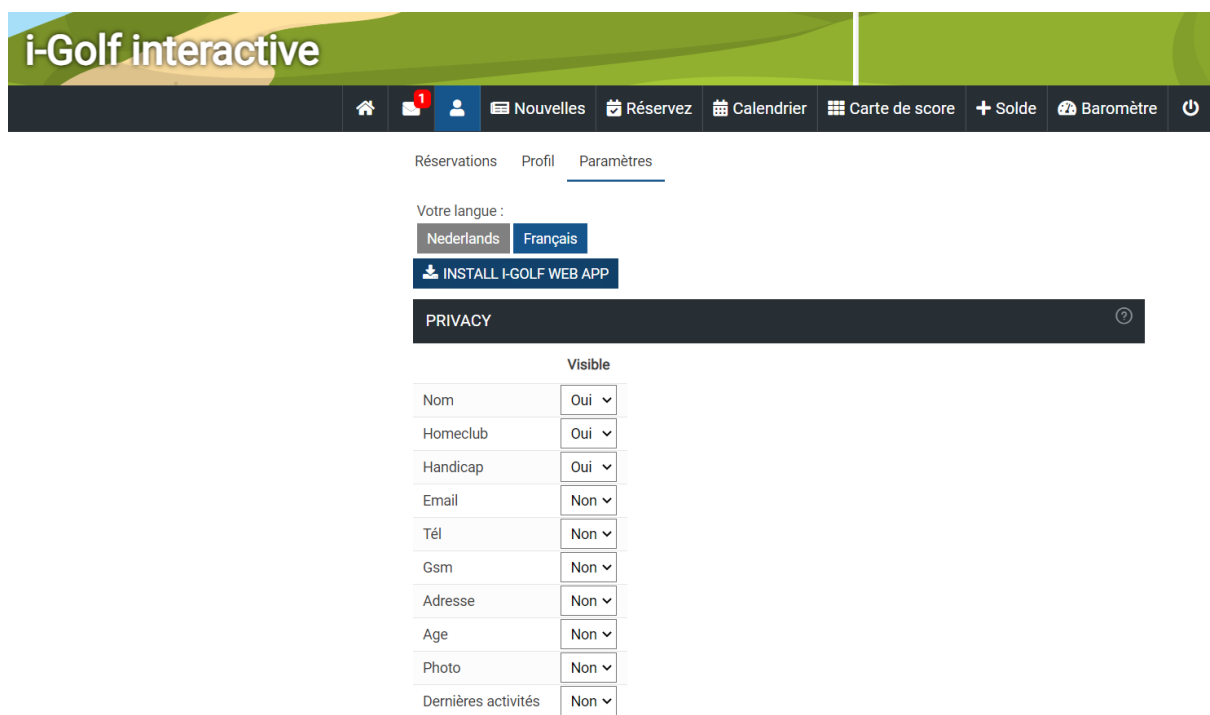 i-Golf interactive
1 Nouvelles Réservez Calendrier Carte de score Solde Baromètre
Réservations Profil Paramètres
Votre langue :
Nederlands Français
INSTALL I-GOLF WEB APP
PRIVACY ?
Visible
Nom Oui
Homeclub Oui
Handicap Oui
Email Non
Tél Non
Gsm Non
Adresse Non
Age Non
Photo Non
Dernières activités Non